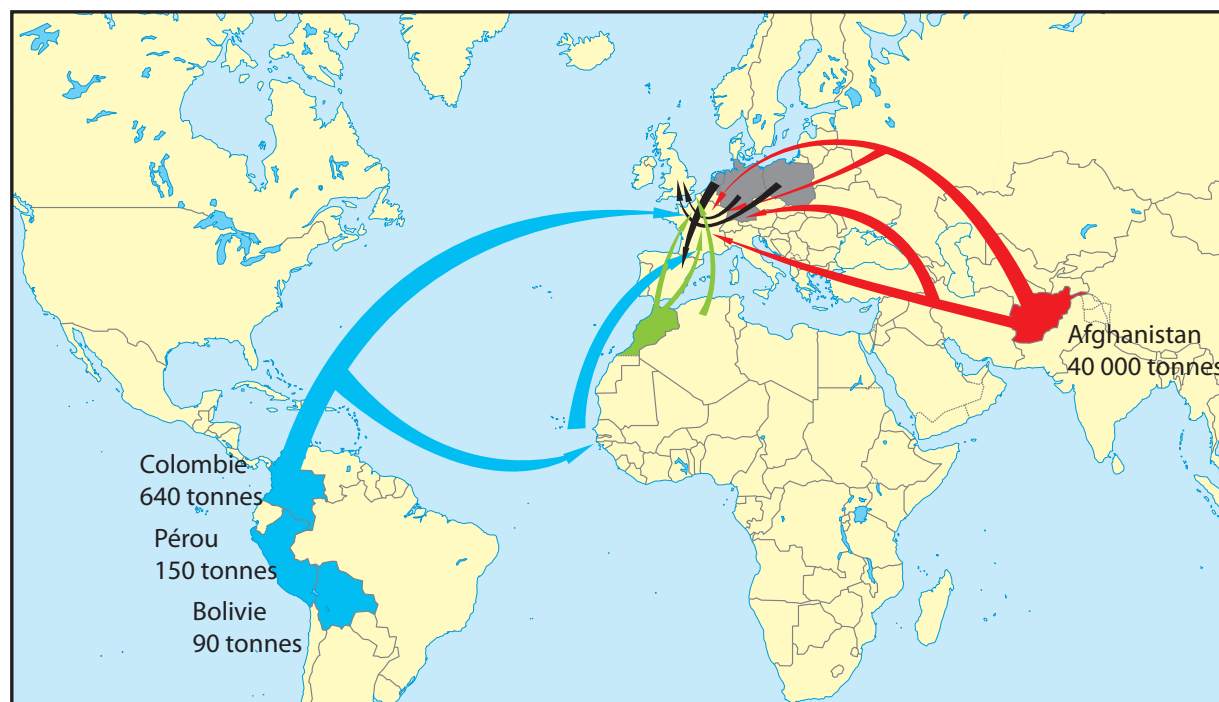 Afghanistan
40 000 tonnes
Colombie
640 tonnes
Pérou
150 tonnes
Bolivie
90 tonnes